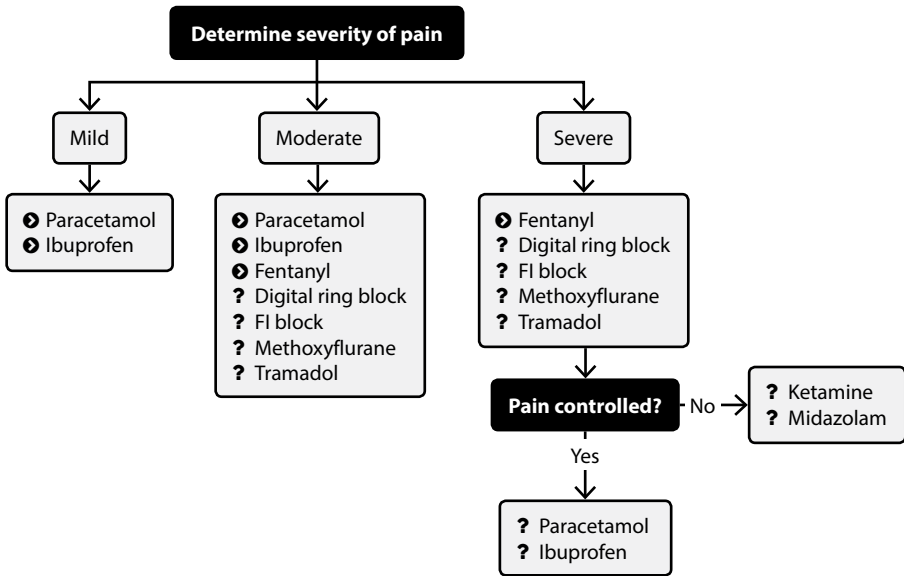 Determine severity of pain
Mild
Moderate
Severe
Paracetamol
Ibuprofen
Paracetamol
Ibuprofen
Fentanyl
? Digital ring block
? FI block
? Methoxyflurane
? Tramadol
Fentanyl
? Digital ring block
? FI block
? Methoxyflurane
? Tramadol
Pain controlled?
No
? Ketamine
? Midazolam
Yes
? Paracetamol
? Ibuprofen